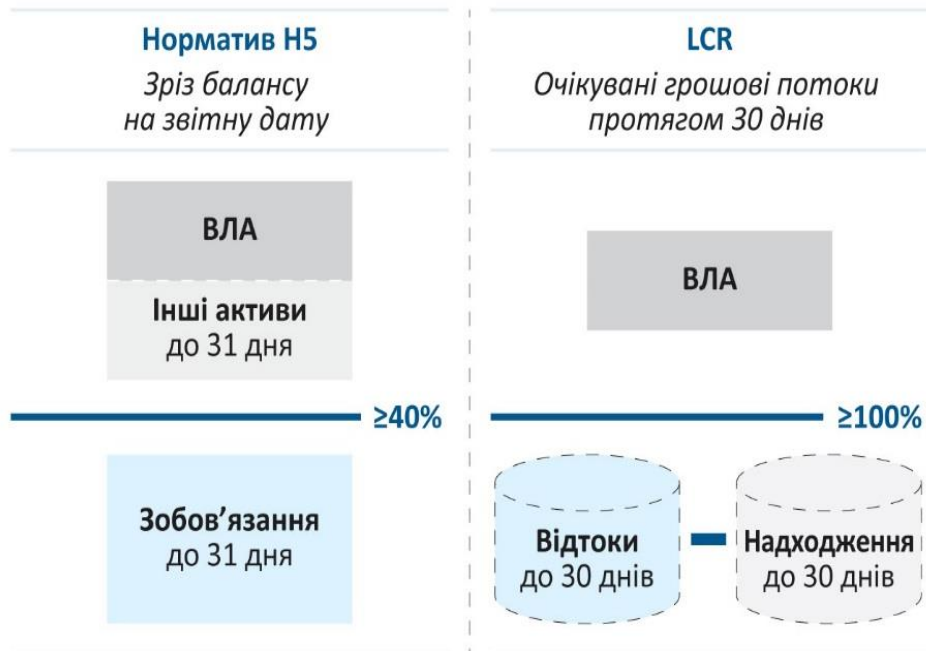 Норматив Н5
Зріз балансу
на звітну дату
ВЛА
Інші активи
до 31 дня
≥40%
Зобов’язання
до 31 дня
LCR
Очікувані грошові потоки
протягом 30 днів
ВЛА
≥100%
Відтоки
до 30 днів
Надходження
до 30 днів